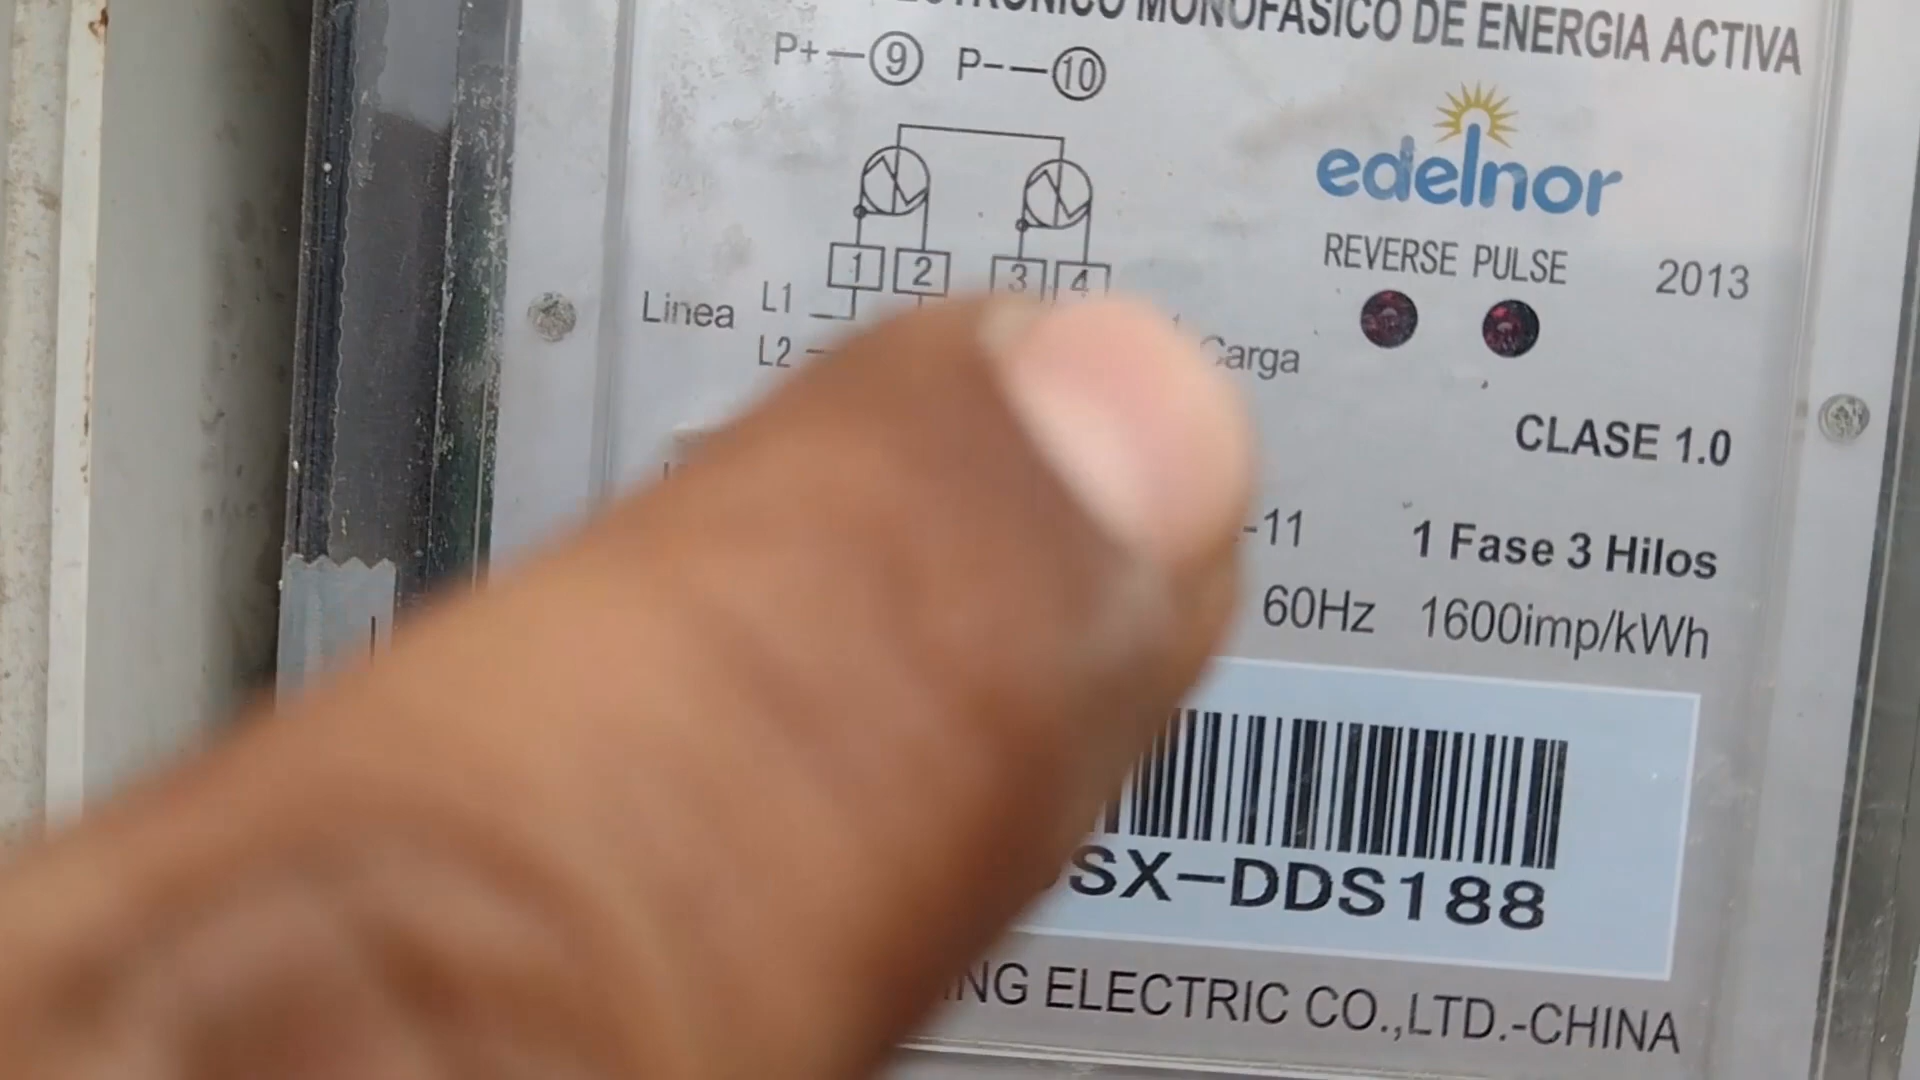 MONOFASICO DE ENERGIA ACTIVA
P+—⑨ P-—⑩
edelnor
1 2 3 4
REVERSE PULSE 2013
Linea L1
L2
Carga
CLASE 1.0
-11 1 Fase 3 Hilos
60Hz 1600imp/kWh
SX-DDS188
ELECTRIC CO.,LTD.-CHINA